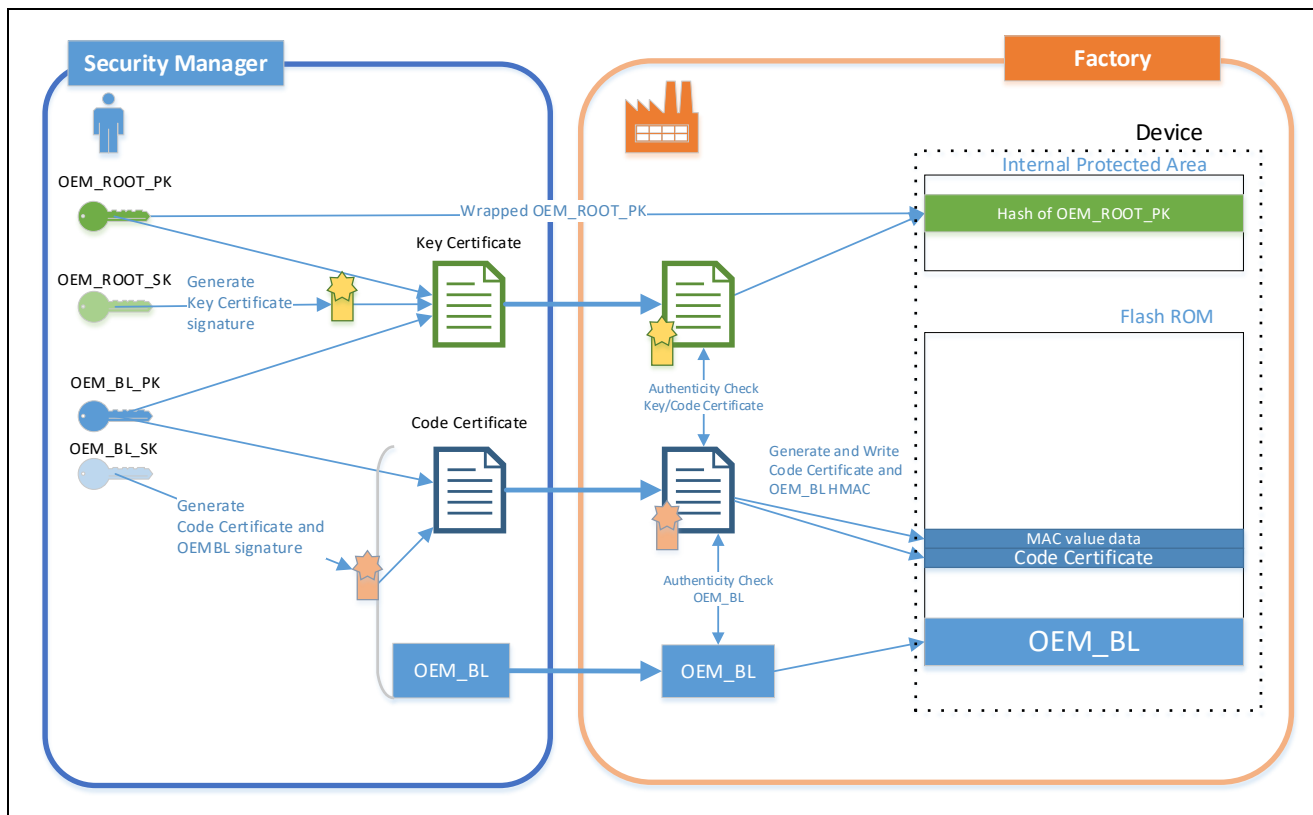 Security Manager
Factory
Device
Internal Protected Area
OEM_ROOT_PK
Wrapped OEM_ROOT_PK
Hash of OEM_ROOT_PK
Key Certificate
OEM_ROOT_SK
Generate
Key Certificate
signature
Flash ROM
OEM_BL_PK
Authenticity Check
Key/Code Certificate
Code Certificate
OEM_BL_SK
Generate and Write
Code Certificate and
OEM_BL HMAC
Generate
Code Certificate and
OEMBL signature
MAC value data
Code Certificate
Authenticity Check
OEM_BL
OEM_BL
OEM_BL
OEM_BL